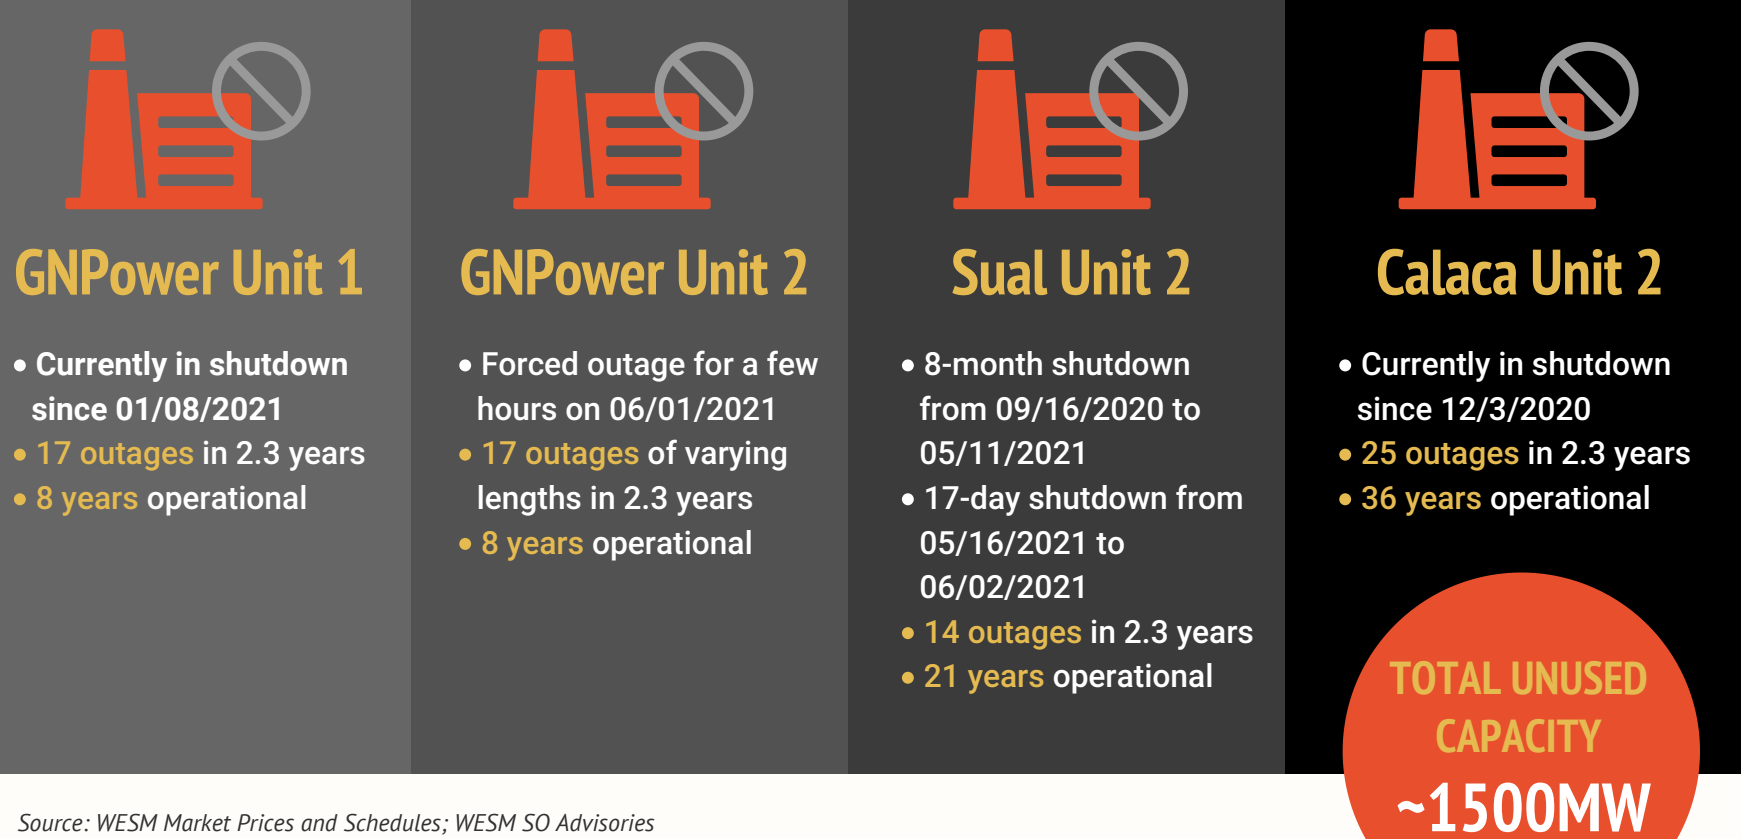 GNPower Unit 1
• Currently in shutdown
since 01/08/2021
• 17 outages in 2.3 years
• 8 years operational
GNPower Unit 2
• Forced outage for a few
hours on 06/01/2021
• 17 outages of varying
lengths in 2.3 years
• 8 years operational
Sual Unit 2
• 8-month shutdown
from 09/16/2020 to
05/11/2021
• 17-day shutdown from
05/16/2021 to
06/02/2021
• 14 outages in 2.3 years
• 21 years operational
Calaca Unit 2
• Currently in shutdown
since 12/3/2020
• 25 outages in 2.3 years
• 36 years operational
TOTAL UNUSED
CAPACITY
~1500MW
Source: WESM Market Prices and Schedules; WESM SO Advisories